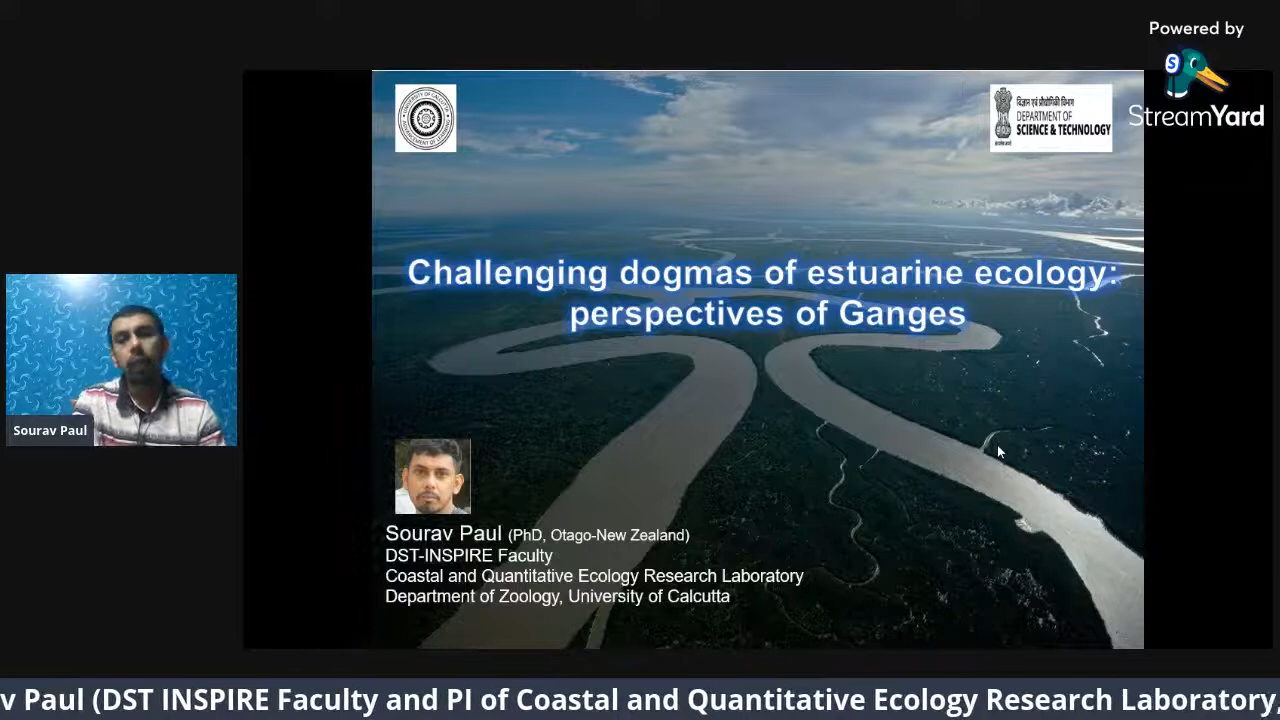 Powered by
StreamYard
विज्ञान एवं प्रौद्योगिकी विभाग
DEPARTMENT OF
SCIENCE & TECHNOLOGY
Challenging dogmas of estuarine ecology:
perspectives of Ganges
Sourav Paul
Sourav Paul (PhD, Otago-New Zealand)
DST-INSPIRE Faculty
Coastal and Quantitative Ecology Research Laboratory
Department of Zoology, University of Calcutta
v Paul (DST INSPIRE Faculty and PI of Coastal and Quantitative Ecology Research Laboratory,